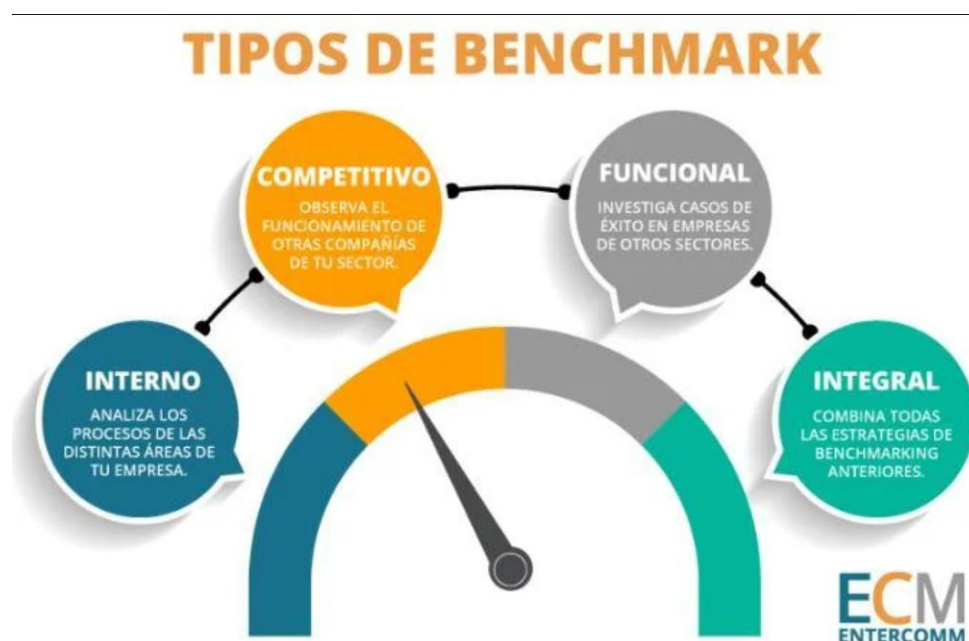 TIPOS DE BENCHMARK
COMPETITIVO
OBSERVA EL
FUNCIONAMIENTO DE
OTRAS COMPAÑÍAS
DE TU SECTOR.
FUNCIONAL
INVESTIGA CASOS DE
ÉXITO EN EMPRESAS
DE OTROS SECTORES.
INTERNO
ANALIZA LOS
PROCESOS DE LAS
DISTINTAS ÁREAS DE
TU EMPRESA.
INTEGRAL
COMBINA TODAS
LAS ESTRATEGIAS DE
BENCHMARKING
ANTERIORES.
ECM
ENTERCOMM